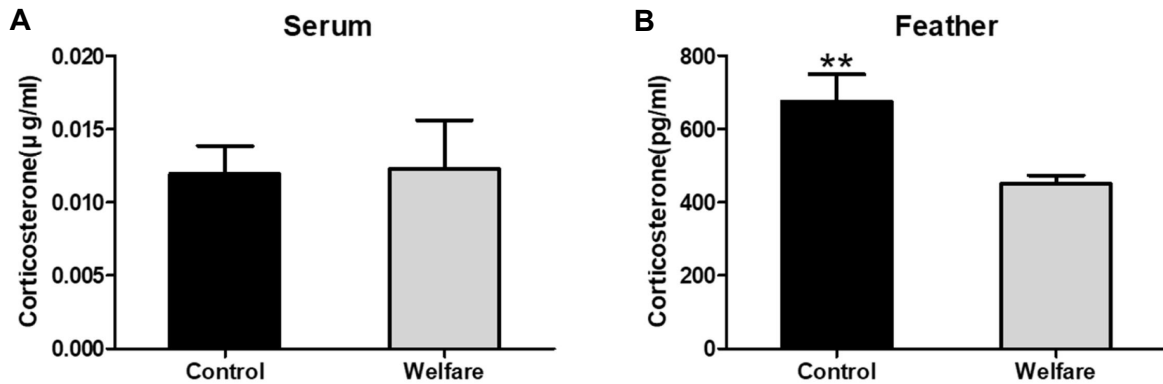 A
Serum
Corticosterone(μg/ml)
0.020
0.015
0.010
0.005
0.000
Control
Welfare
B
Feather
Corticosterone(pg/ml)
800
600
400
200
0
**
Control
Welfare